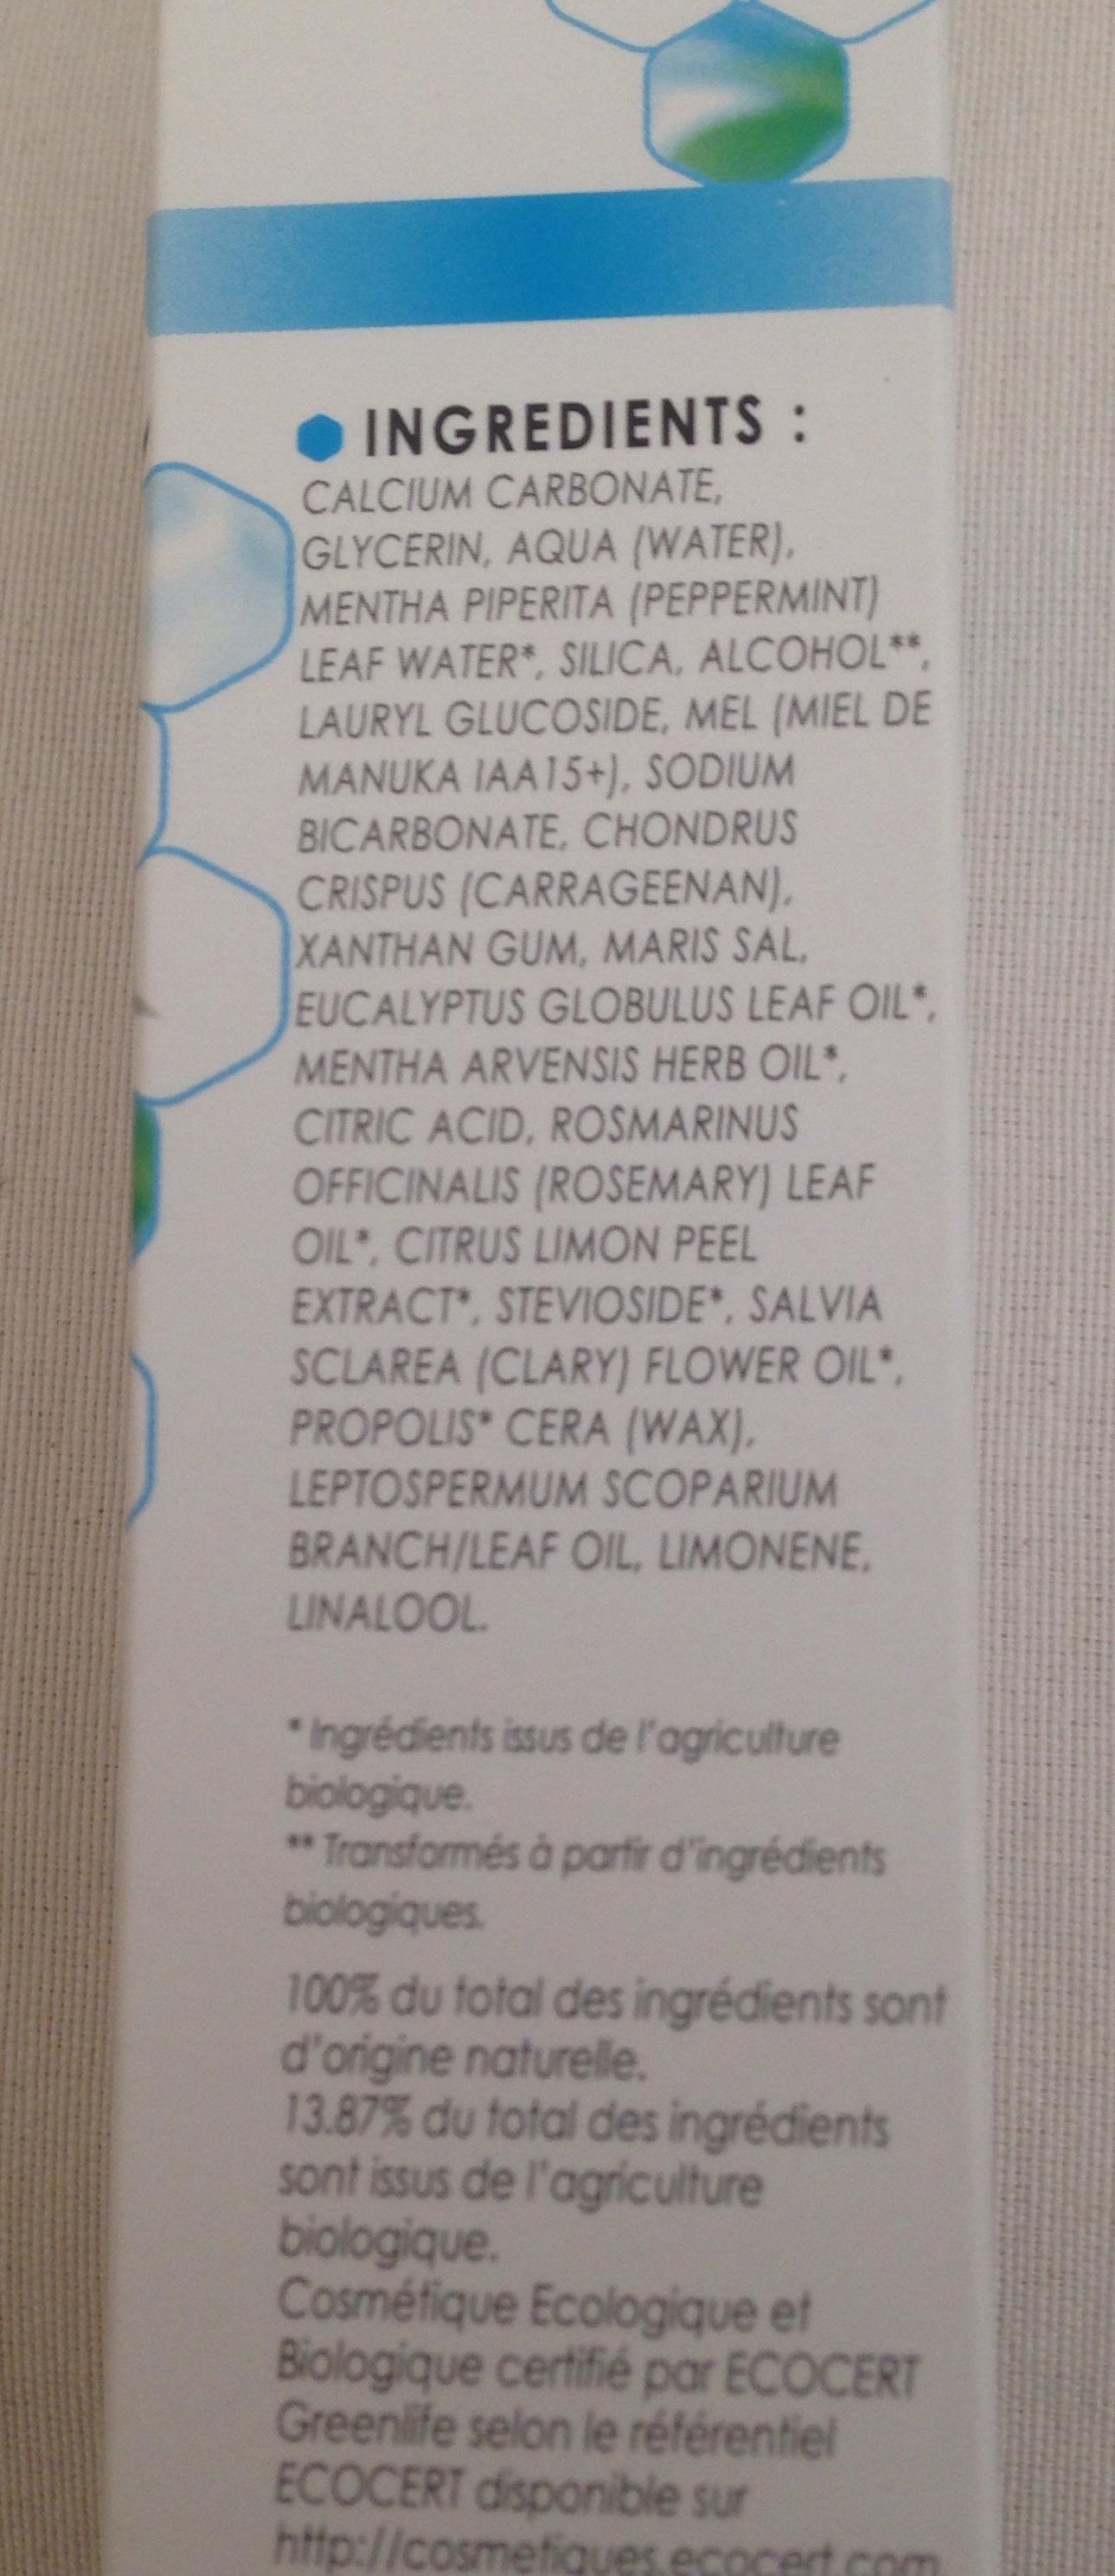 INGREDIENTS :
CALCIUM CARBONATE,
GLYCERIN, AQUA (WATER),
MENTHA PIPERITA (PEPPERMINT)
LEAF WATER*, SILICA, ALCOHOL**,
LAURYL GLUCOSIDE, MEL (MIEL DE
MANUKA IAA15+), SODIUM
BICARBONATE, CHONDRUS
CRISPUS (CARRAGEENAN),
XANTHAN GUM, MARIS SAL,
EUCALYPTUS GLOBULUS LEAF OIL*,
MENTHA ARVENSIS HERB OIL*,
CITRIC ACID, ROSMARINUS
OFFICINALIS (ROSEMARY) LEAF
OIL*, CITRUS LIMON PEEL
EXTRACT*, STEVIOSIDE*, SALVIA
SCLAREA (CLARY) FLOWER OIL*,
PROPOLIS* CERA (WAX),
LEPTOSPERMUM SCOPARIUM
BRANCH/LEAF OIL, LIMONENE,
LINALOOL.
* Ingrédients issus de l'agriculture
biologique.
** Transformés à partir d'ingrédients
biologiques.
100% du total des ingrédients sont
d'origine naturelle.
13.87% du total des ingrédients
sont issus de l'agriculture
biologique.
Cosmétique Ecologique et
Biologique certifié par ECOCERT
Greenlife selon le référentiel
ECOCERT disponible sur
http://cosmetiques.ecocert.com